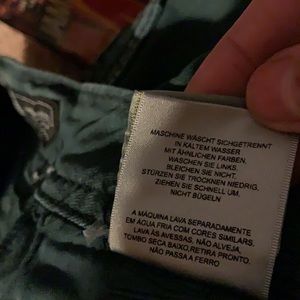 MASCHINE WÄSCHT SICHGETRENNT
IN KALTEM WASSER
MIT ÄHNLICHEN FARBEN,
WASCHEN SIE LINKS,
BLEICHEN SIE NICHT.
STÜRZEN SIE TROCKNEN NIEDRIG.
ZIEHEN SIE SCHNELL UM.
NICHT BÜGELN
A MÁQUINA LAVA SEPARADAMENTE
EM ÁGUA FRIA COM CORES SIMILARS.
LAVA ÀS AVESSAS. NÃO ALVEJA.
TOMBO SECA BAIXO,RETIRA PRONTO.
NÃO PASSA A FERRO